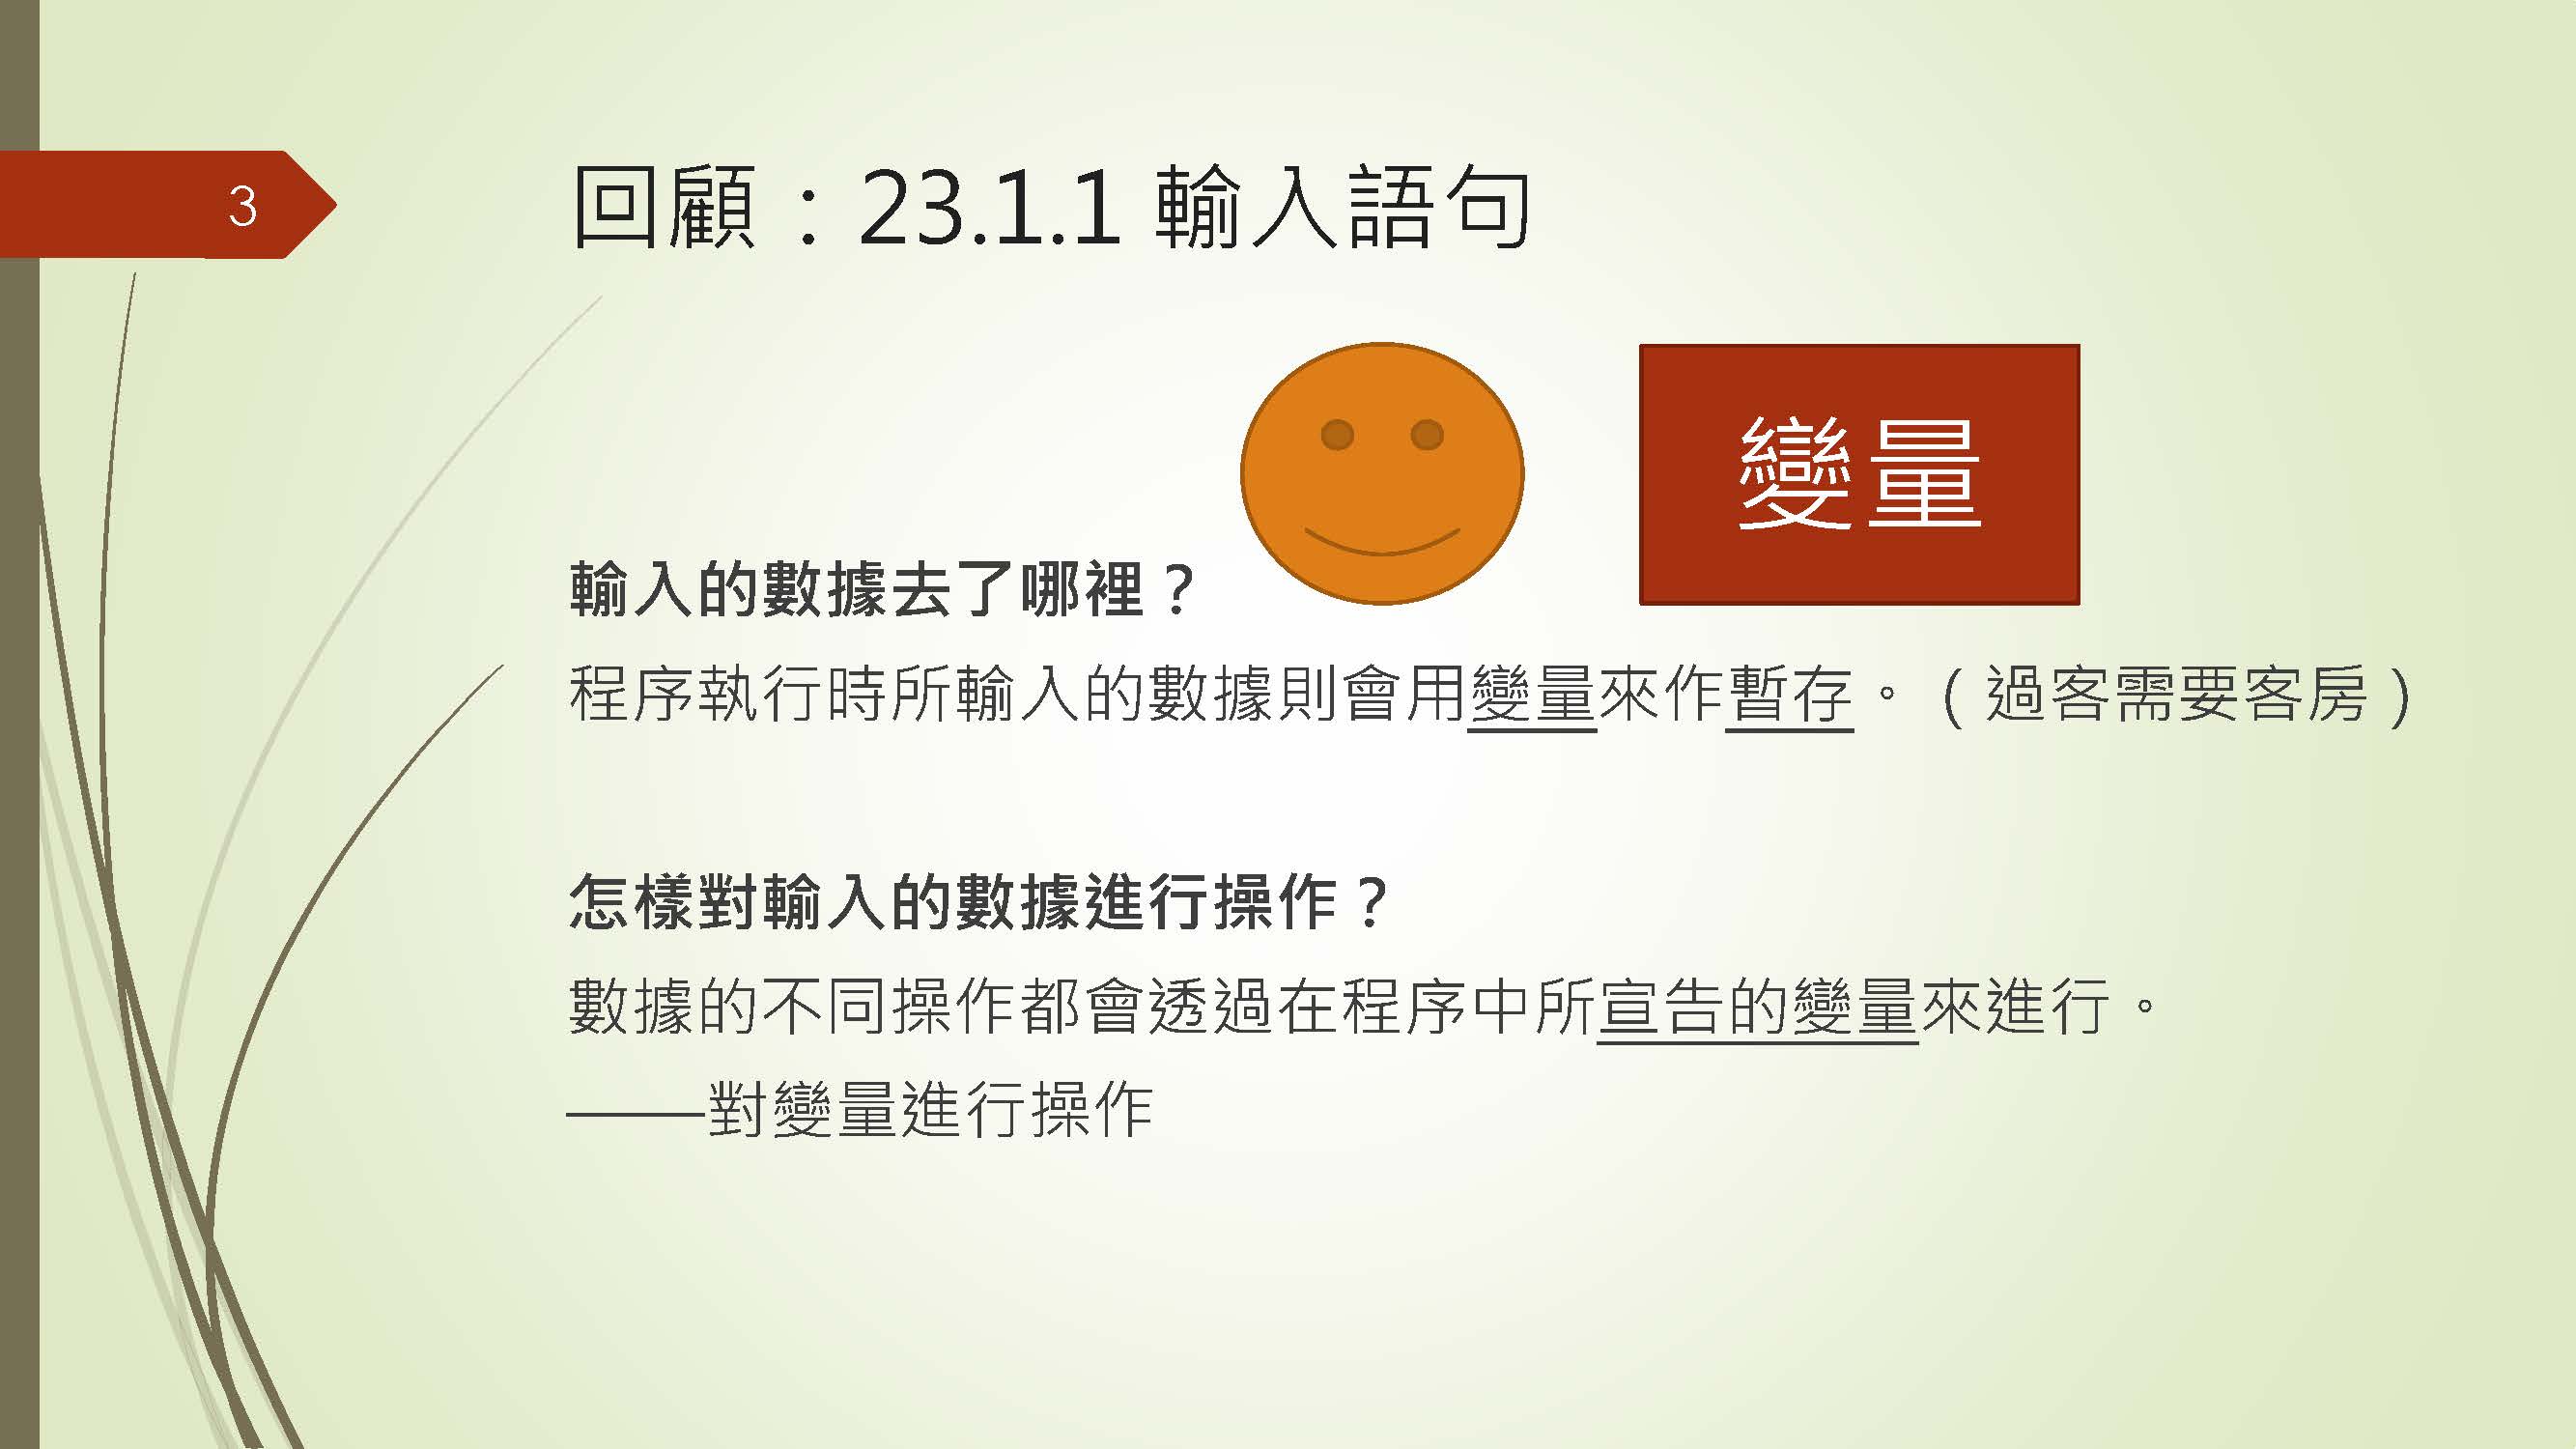 3
回顧：23.1.1 輸入語句
變量
輸入的數據去了哪裡？
程序執行時所輸入的數據則會用變量來作暫存。（過客需要客房）
怎樣對輸入的數據進行操作？
數據的不同操作都會透過在程序中所宣告的變量來進行。
——對變量進行操作